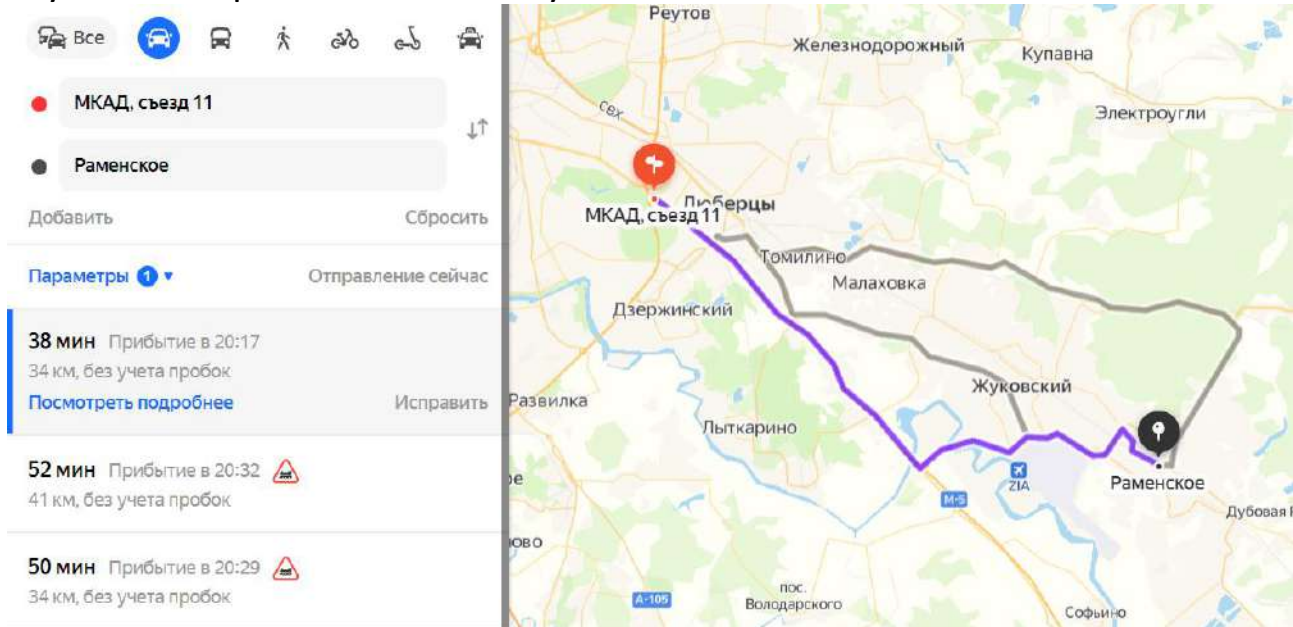 Все
МКАД, съезд 11
Раменское
Добавить
Сбросить
Параметры 1
Отправление сейчас
38 мин Прибытие в 20:17
34 км, без учета пробок
Посмотреть подробнее
Исправить
52 мин Прибытие в 20:32
41 км, без учета пробок
50 мин Прибытие в 20:29
34 км, без учета пробок
Реутов
Железнодорожный
Купавна
Электроугли
МКАД, съезд 11
Люберцы
Томилино
Малаховка
Дзержинский
Жуковский
Развилка
Лыткарино
ZIA
Раменское
М-5
Дубовая
А-105
пос.
Володарского
Софьино